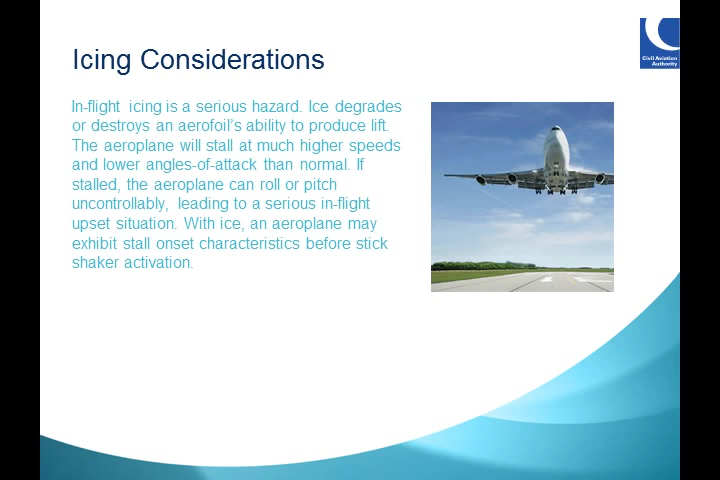 Icing Considerations
Civil Aviation
Authority
In-flight icing is a serious hazard. Ice degrades
or destroys an aerofoil's ability to produce lift.
The aeroplane will stall at much higher speeds
and lower angles-of-attack than normal. If
stalled, the aeroplane can roll or pitch
uncontrollably, leading to a serious in-flight
upset situation. With ice, an aeroplane may
exhibit stall onset characteristics before stick
shaker activation.